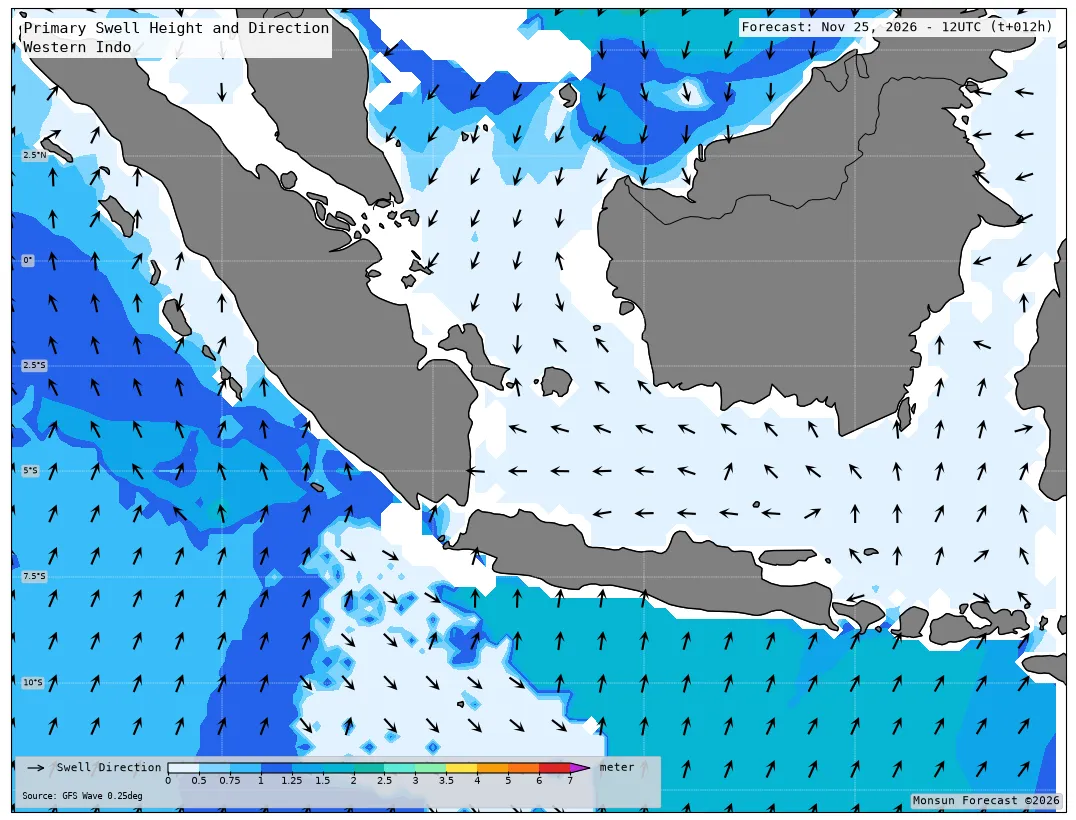 Primary Swell Height and Direction
Western Indo
Forecast: Nov 25, 2026 - 12UTC (t+012h)
2.5°N
0°
2.5°S
5°S
7.5°S
10°S
Swell Direction
meter
0 0.5 0.75 1 1.25 1.5 2 2.5 3 3.5 4 5 6 7
Source: GFS Wave 0.25deg
Monsun Forecast ©2026